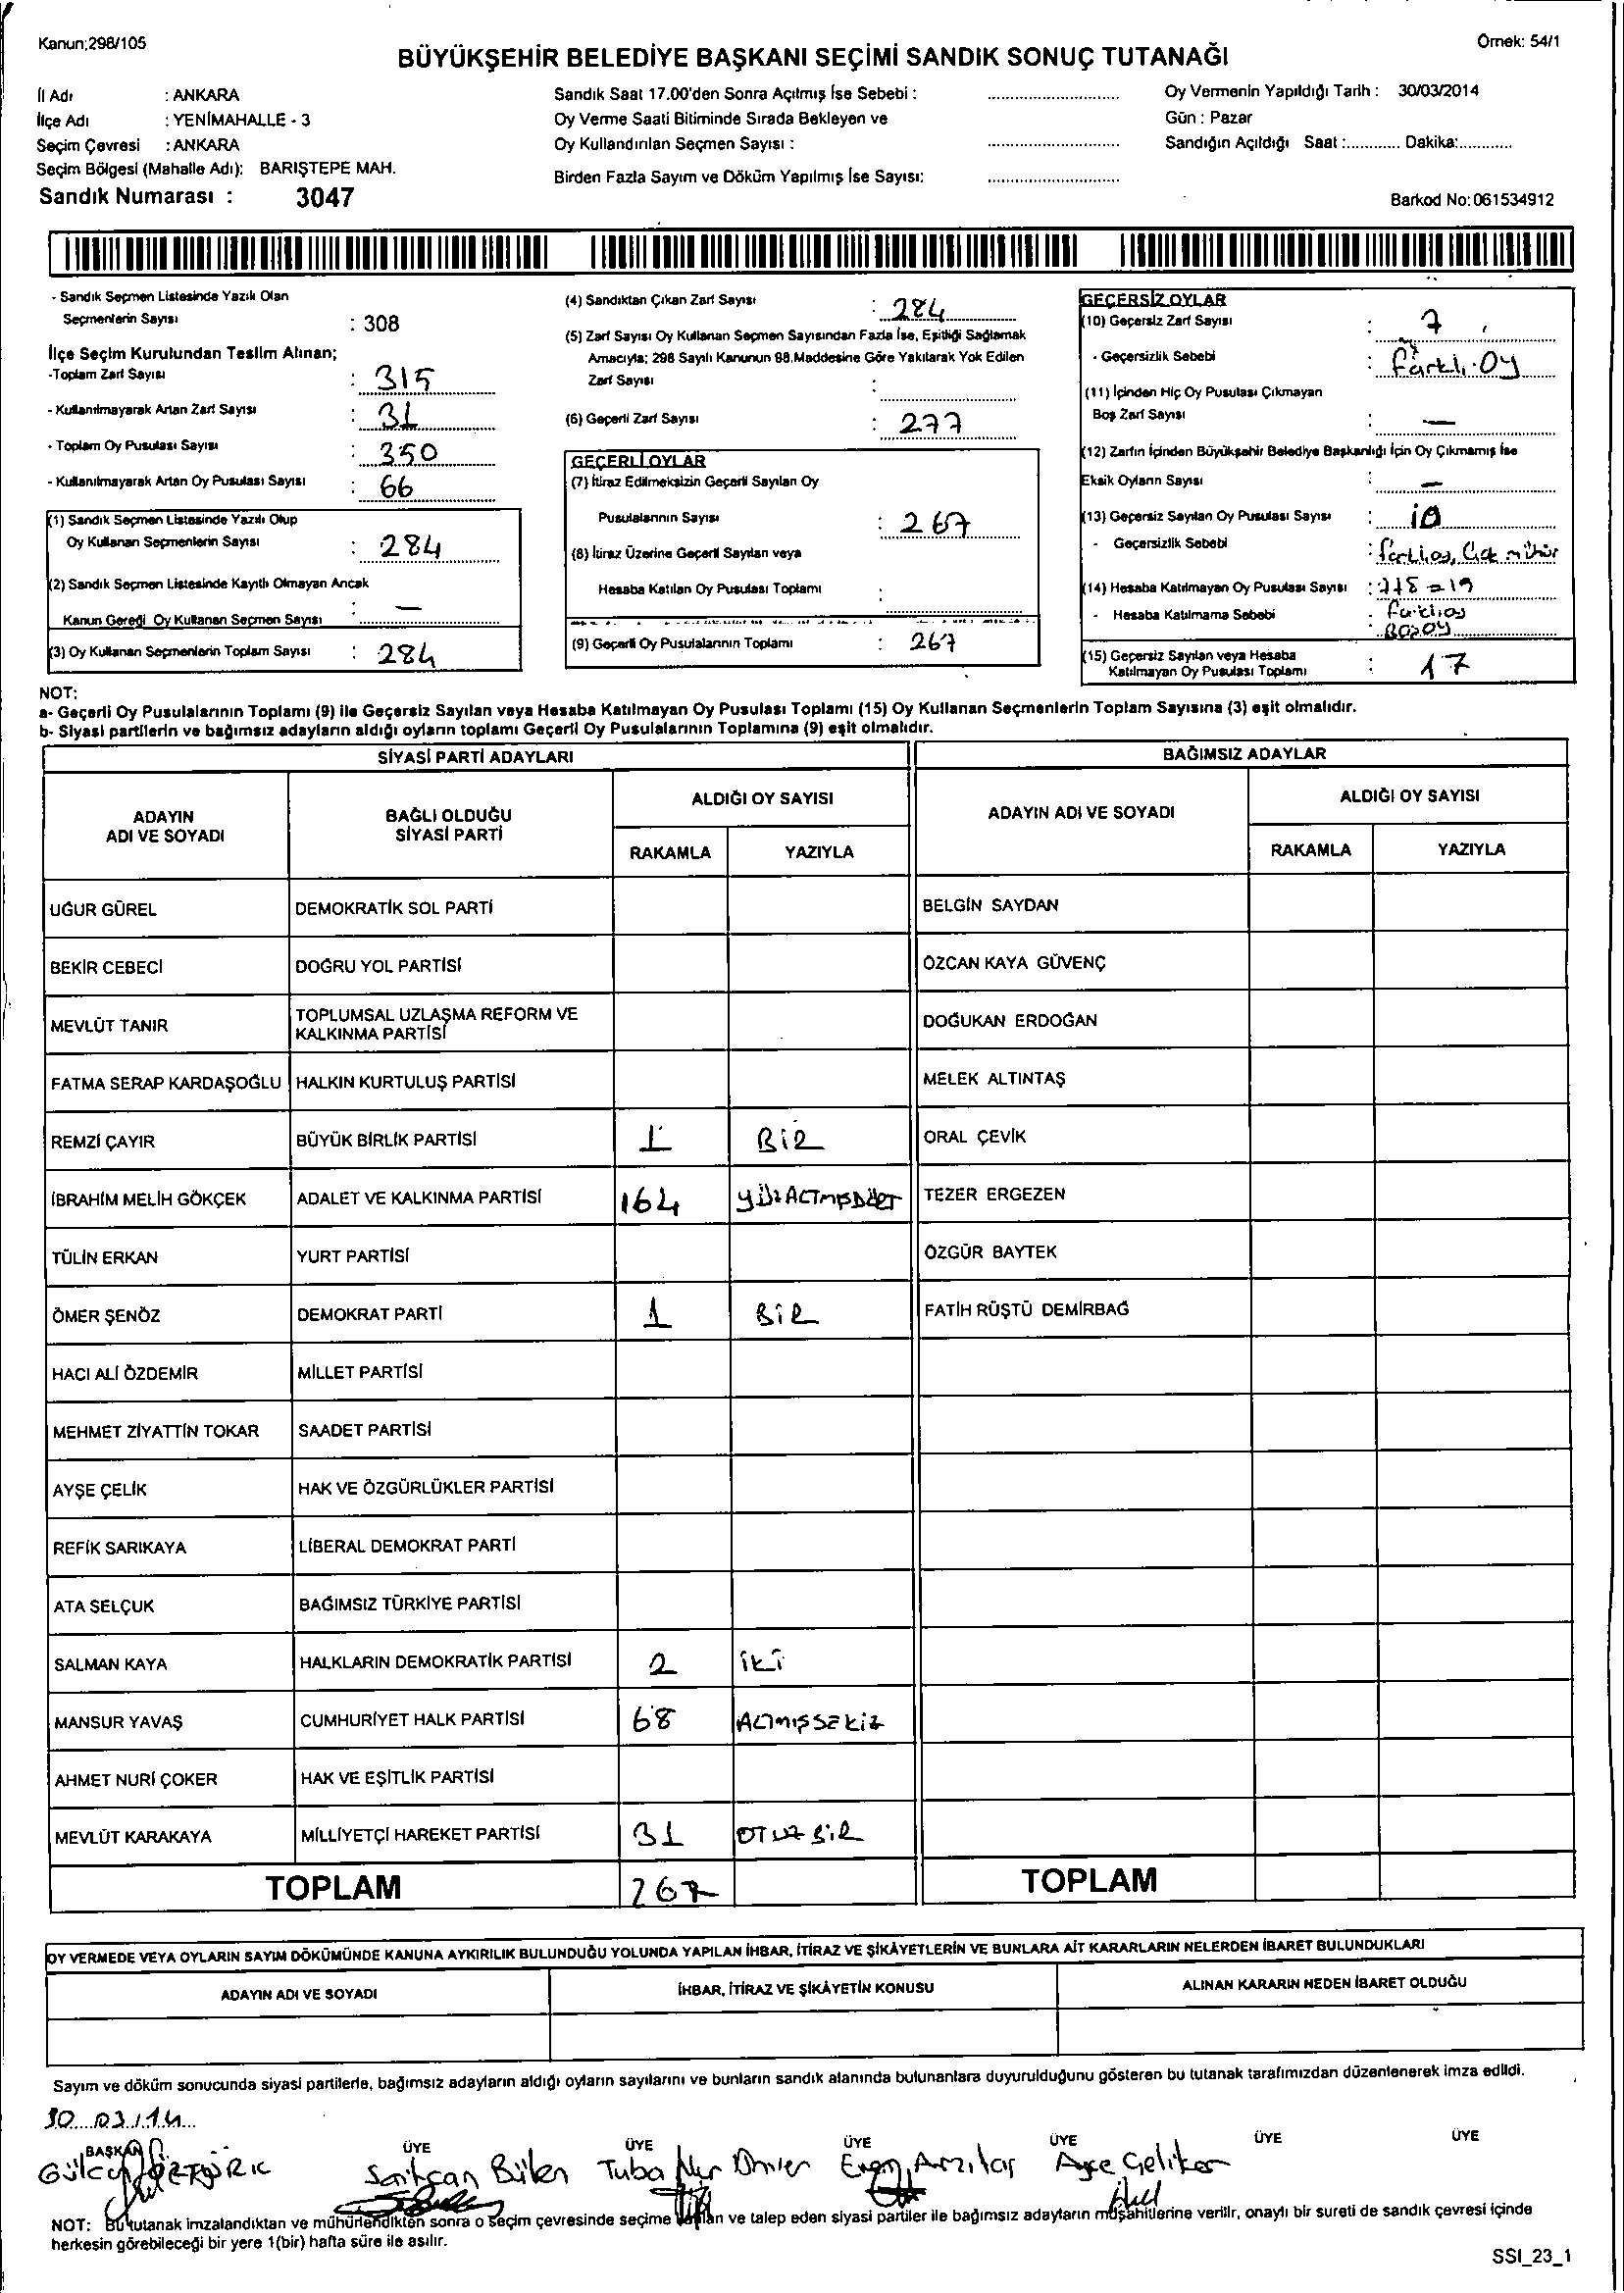 Kanun;298/105
Örnek: 54/1
BÜYÜKŞEHİR BELEDİYE BAŞKANI SEÇİMİ SANDIK SONUÇ TUTANAĞI
İl Adı : ANKARA
İlçe Adı : YENİMAHALLE - 3
Seçim Çevresi : ANKARA
Seçim Bölgesi (Mahalle Adı): BARIŞTEPE MAH.
Sandık Numarası : 3047
Sandık Saat 17.00'den Sonra Açılmış İse Sebebi :
Oy Verme Saati Bitiminde Sırada Bekleyen ve
Oy Kullandırılan Seçmen Sayısı :
Birden Fazla Sayım ve Döküm Yapılmış İse Sayısı:
Oy Vermenin Yapıldığı Tarih : 30/03/2014
Gün : Pazar
Sandığın Açıldığı Saat :............ Dakika:............
Barkod No:061534912
- Sandık Seçmen Listesinde Yazılı Olan
Seçmenlerin Sayısı : 308
İlçe Seçim Kurulundan Teslim Alınan;
-Toplam Zarf Sayısı : 315
- Kullanılmayarak Artan Zarf Sayısı : 31
- Toplam Oy Pusulası Sayısı : 350
- Kullanılmayarak Artan Oy Pusulası Sayısı : 66
(1) Sandık Seçmen Listesinde Yazılı Olup
Oy Kullanan Seçmenlerin Sayısı : 284
(2) Sandık Seçmen Listesinde Kayıtlı Olmayan Ancak
Kanun Gereği Oy Kullanan Seçmen Sayısı : —
(3) Oy Kullanan Seçmenlerin Toplam Sayısı : 284
(4) Sandıktan Çıkan Zarf Sayısı : 284
(5) Zarf Sayısı Oy Kullanan Seçmen Sayısından Fazla İse, Eşitliği Sağlamak
Amacıyla; 298 Sayılı Kanunun 98.Maddesine Göre Yakılarak Yok Edilen
Zarf Sayısı :
(6) Geçerli Zarf Sayısı : 277
GEÇERLİ OYLAR
(7) İtiraz Edilmeksizin Geçerli Sayılan Oy
Pusulalarının Sayısı : 267
(8) İtiraz Üzerine Geçerli Sayılan veya
Hesaba Katılan Oy Pusulası Toplamı :
(9) Geçerli Oy Pusulalarının Toplamı : 267
GEÇERSİZ OYLAR
(10) Geçersiz Zarf Sayısı : 7
- Geçersizlik Sebebi : Farklı Oy
(11) İçinden Hiç Oy Pusulası Çıkmayan
Boş Zarf Sayısı : —
(12) Zarfın İçinden Büyükşehir Belediye Başkanlığı İçin Oy Çıkmamış İse
Eksik Oyların Sayısı : —
(13) Geçersiz Sayılan Oy Pusulası Sayısı : 10
- Geçersizlik Sebebi : farklı oy, mühür
(14) Hesaba Katılmayan Oy Pusulası Sayısı :
- Hesaba Katılmama Sebebi : farklı oy
Boş oy
(15) Geçersiz Sayılan veya Hesaba
Katılmayan Oy Pusulası Toplamı : 17
NOT:
a- Geçerli Oy Pusulalarının Toplamı (9) ile Geçersiz Sayılan veya Hesaba Katılmayan Oy Pusulası Toplamı (15) Oy Kullanan Seçmenlerin Toplam Sayısına (3) eşit olmalıdır.
b- Siyasi partilerin ve bağımsız adayların aldığı oyların toplamı Geçerli Oy Pusulalarının Toplamına (9) eşit olmalıdır.
SİYASİ PARTİ ADAYLARI
BAĞIMSIZ ADAYLAR
ADAYIN ADI VE SOYADI
BAĞLI OLDUĞU SİYASİ PARTİ
ALDIĞI OY SAYISI
RAKAMLA YAZIYLA
ADAYIN ADI VE SOYADI
ALDIĞI OY SAYISI
RAKAMLA YAZIYLA
UĞUR GÜREL DEMOKRATİK SOL PARTİ BELGİN SAYDAN
BEKİR CEBECİ DOĞRU YOL PARTİSİ ÖZCAN KAYA GÜVENÇ
MEVLÜT TANIR TOPLUMSAL UZLAŞMA REFORM VE KALKINMA PARTİSİ DOĞUKAN ERDOĞAN
FATMA SERAP KARDAŞOĞLU HALKIN KURTULUŞ PARTİSİ MELEK ALTINTAŞ
REMZİ ÇAYIR BÜYÜK BİRLİK PARTİSİ 1 BİR ORAL ÇEVİK
İBRAHİM MELİH GÖKÇEK ADALET VE KALKINMA PARTİSİ 164 YÜZALTMIŞDÖRT TEZER ERGEZEN
TÜLİN ERKAN YURT PARTİSİ ÖZGÜR BAYTEK
ÖMER ŞENÖZ DEMOKRAT PARTİ 1 BİR FATİH RÜŞTÜ DEMİRBAĞ
HACI ALİ ÖZDEMİR MİLLET PARTİSİ
MEHMET ZİYATTİN TOKAR SAADET PARTİSİ
AYŞE ÇELİK HAK VE ÖZGÜRLÜKLER PARTİSİ
REFİK SARIKAYA LİBERAL DEMOKRAT PARTİ
ATA SELÇUK BAĞIMSIZ TÜRKİYE PARTİSİ
SALMAN KAYA HALKLARIN DEMOKRATİK PARTİSİ 2 İKİ
MANSUR YAVAŞ CUMHURİYET HALK PARTİSİ 68 ALTMIŞSEKİZ
AHMET NURİ ÇOKER HAK VE EŞİTLİK PARTİSİ
MEVLÜT KARAKAYA MİLLİYETÇİ HAREKET PARTİSİ 31 OTUZ BİR
TOPLAM 267 TOPLAM
OY VERMEDE VEYA OYLARIN SAYIM DÖKÜMÜNDE KANUNA AYKIRILIK BULUNDUĞU YOLUNDA YAPILAN İHBAR, İTİRAZ VE ŞİKÂYETLERİN VE BUNLARA AİT KARARLARIN NELERDEN İBARET BULUNDUKLARI
ADAYIN ADI VE SOYADI İHBAR, İTİRAZ VE ŞİKÂYETİN KONUSU ALINAN KARARIN NEDEN İBARET OLDUĞU
Sayım ve döküm sonucunda siyasi partilerle, bağımsız adayların aldığı oyların sayılarını ve bunların sandık alanında bulunanlara duyurulduğunu gösteren bu tutanak tarafımızdan düzenlenerek imza edildi.
30.03.14
BAŞKAN ÜYE ÜYE ÜYE ÜYE ÜYE ÜYE
ÖZTÜRK Saitcan Tuba Nur Eren Ayşe
NOT: Bu tutanak imzalandıktan ve mühürlendikten sonra o seçim çevresinde seçime katılan ve talep eden siyasi partiler ile bağımsız adayların müşahitlerine verilir, onaylı bir sureti de sandık çevresi içinde
herkesin görebileceği bir yere 1(bir) hafta süre ile asılır.
SSI_23_1